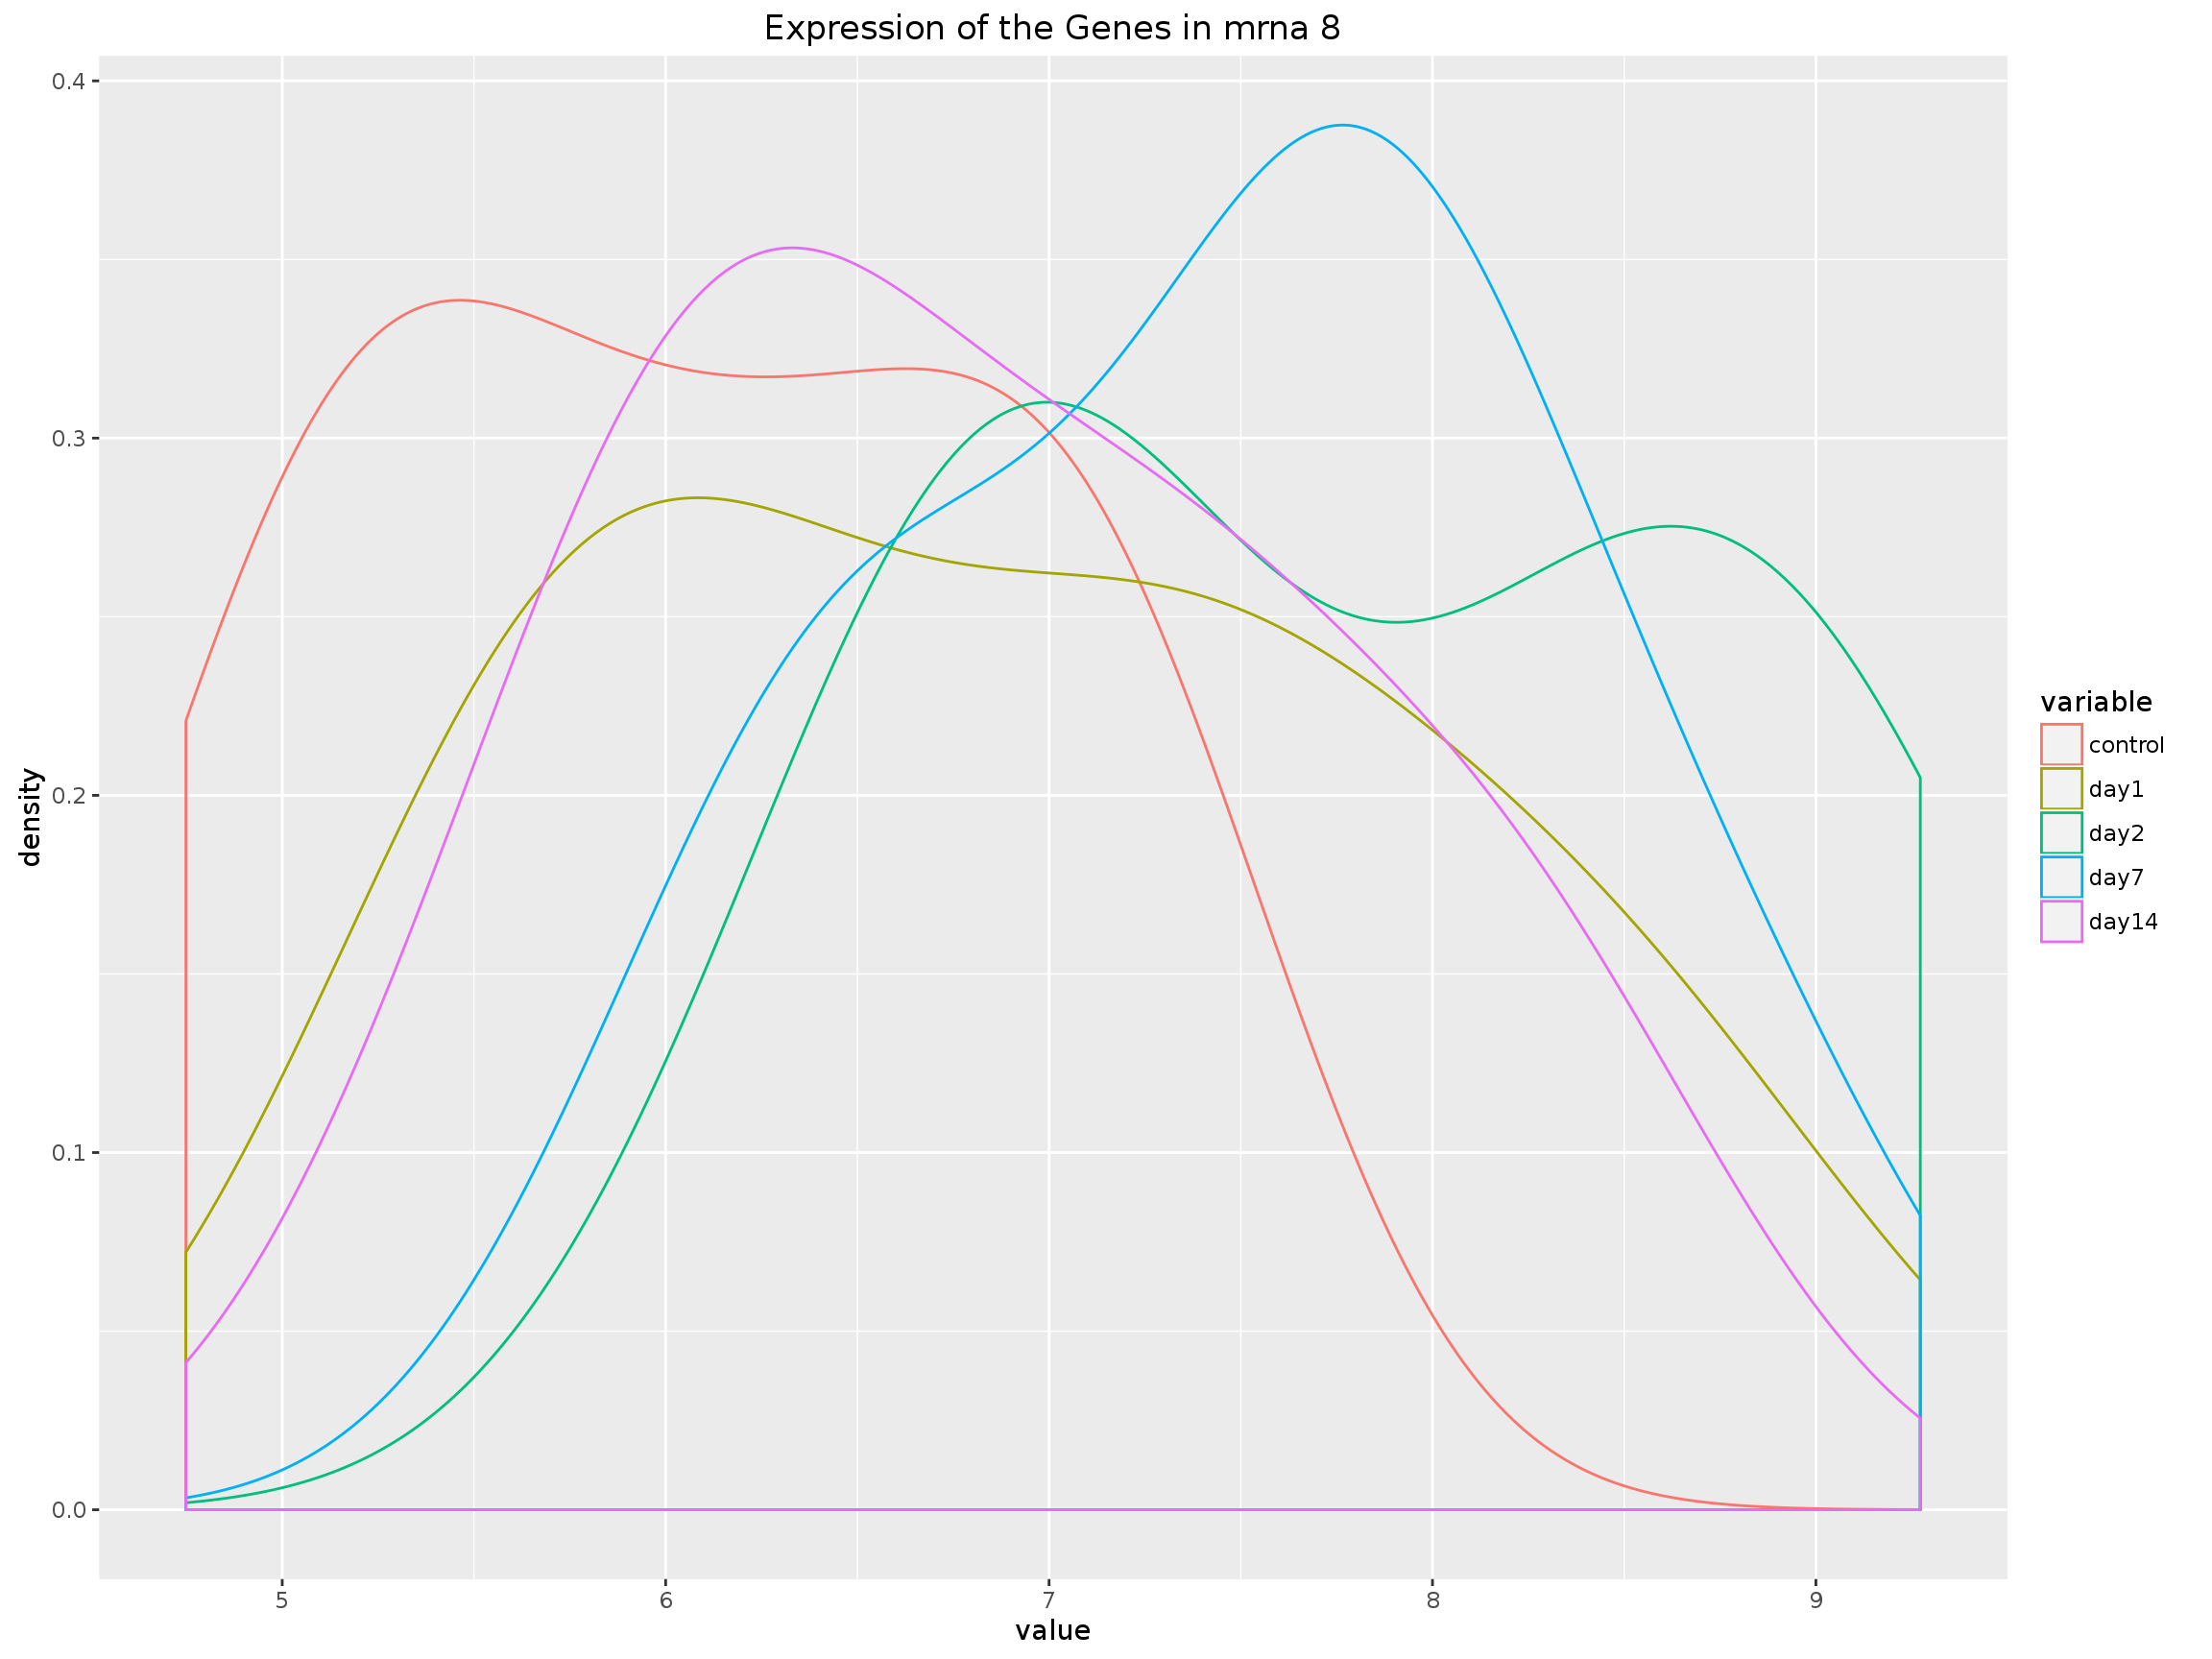 Expression of the Genes in mrna 8
0.4
0.3
0.2
0.1
0.0
density
5 6 7 8 9
value
variable
control
day1
day2
day7
day14